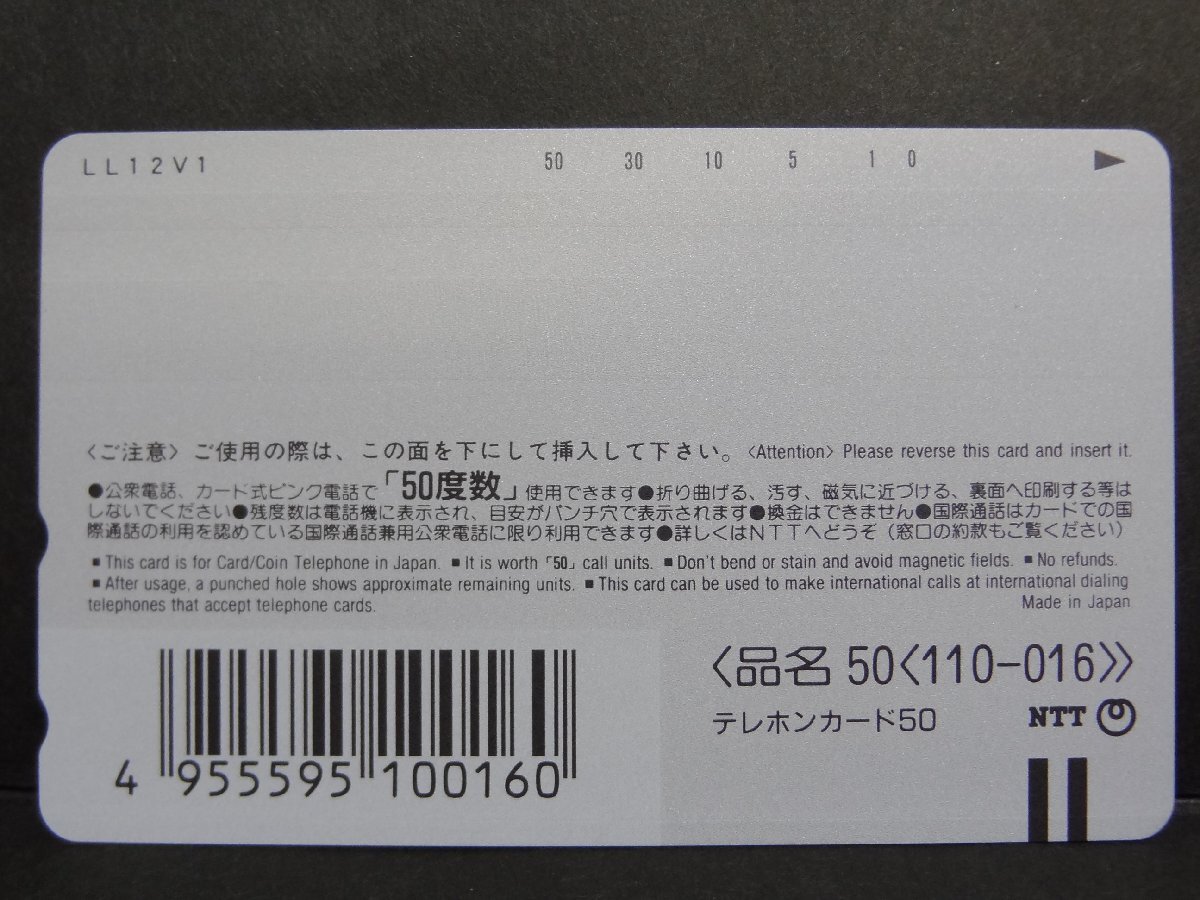 LL12V1 50 30 10 5 1 0 ▶
〈ご注意〉ご使用の際は、この面を下にして挿入して下さい。〈Attention〉Please reverse this card and insert it.
●公衆電話、カード式ピンク電話で「50度数」使用できます●折り曲げる、汚す、磁気に近づける、裏面へ印刷する等は
しないでください●残度数は電話機に表示され、目安がパンチ穴で表示されます●換金はできません●国際通話はカードでの国
際通話の利用を認めている国際通話兼用公衆電話に限り利用できます●詳しくはNTTへどうぞ（窓口の約款もご覧ください）
■This card is for Card/Coin Telephone in Japan. ■It is worth「50」call units. ■Don't bend or stain and avoid magnetic fields. ■No refunds.
■After usage, a punched hole shows approximate remaining units. ■This card can be used to make international calls at international dialing
telephones that accept telephone cards. Made in Japan
〈品名 50〈110-016〉〉
テレホンカード50 NTT
4 955595 100160